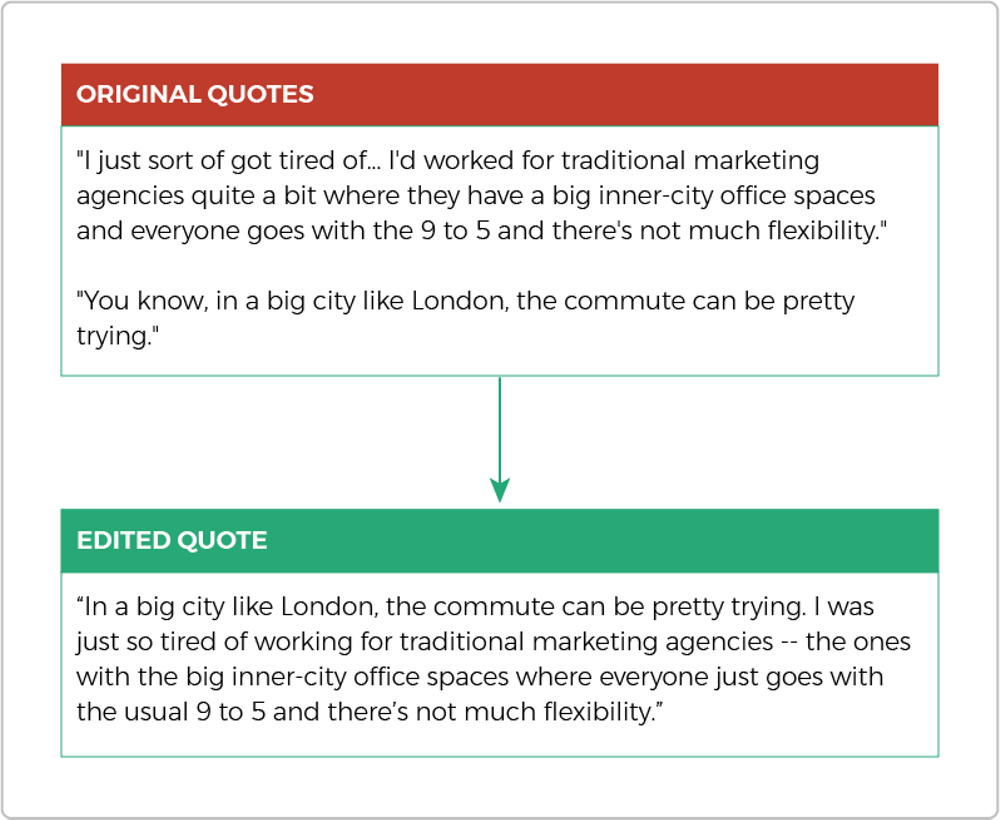 ORIGINAL QUOTES
"I just sort of got tired of... I'd worked for traditional marketing
agencies quite a bit where they have a big inner-city office spaces
and everyone goes with the 9 to 5 and there's not much flexibility."
"You know, in a big city like London, the commute can be pretty
trying."
EDITED QUOTE
“In a big city like London, the commute can be pretty trying. I was
just so tired of working for traditional marketing agencies -- the ones
with the big inner-city office spaces where everyone just goes with
the usual 9 to 5 and there’s not much flexibility.”